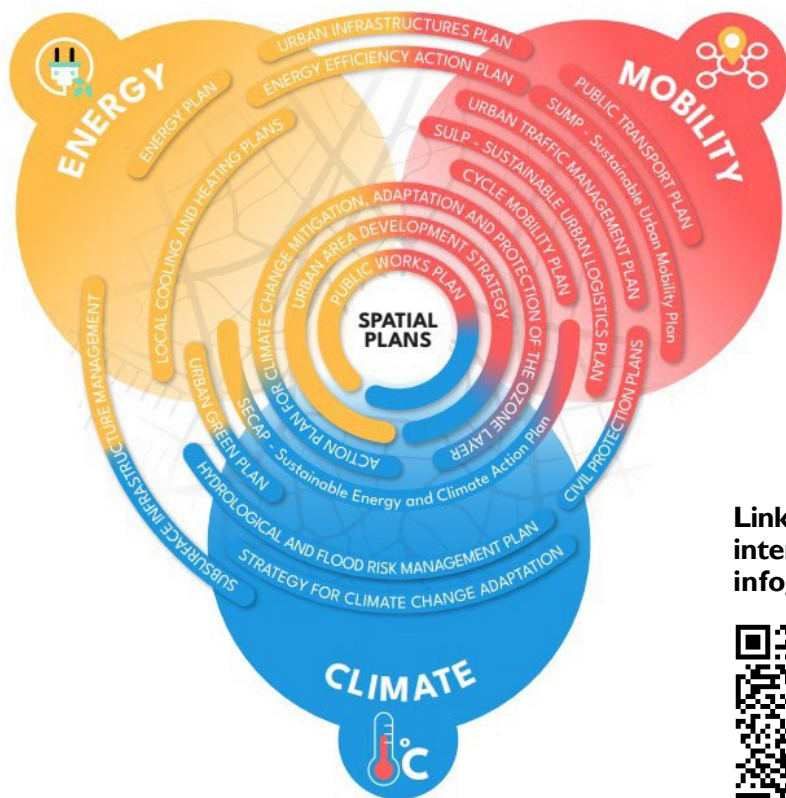 URBAN INFRASTRUCTURES PLAN
ENERGY EFFICIENCY ACTION PLAN
ENERGY
ENERGY PLAN
LOCAL COOLING AND HEATING PLANS
MOBILITY
PUBLIC TRANSPORT PLAN
SUMP - Sustainable Urban Mobility Plan
URBAN TRAFFIC MANAGEMENT PLAN
SULP - SUSTAINABLE URBAN LOGISTICS PLAN
CYCLE MOBILITY PLAN
ACTION PLAN FOR CLIMATE CHANGE MITIGATION, ADAPTATION AND PROTECTION OF THE OZONE LAYER
URBAN AREA DEVELOPMENT STRATEGY
PUBLIC WORKS PLAN
SPATIAL
PLANS
SUBSURFACE INFRASTRUCTURE MANAGEMENT
URBAN GREEN PLAN
SECAP - Sustainable Energy and Climate Action Plan
CIVIL PROTECTION PLANS
HYDROLOGICAL AND FLOOD RISK MANAGEMENT PLAN
STRATEGY FOR CLIMATE CHANGE ADAPTATION
CLIMATE
°C
Link
inter
info